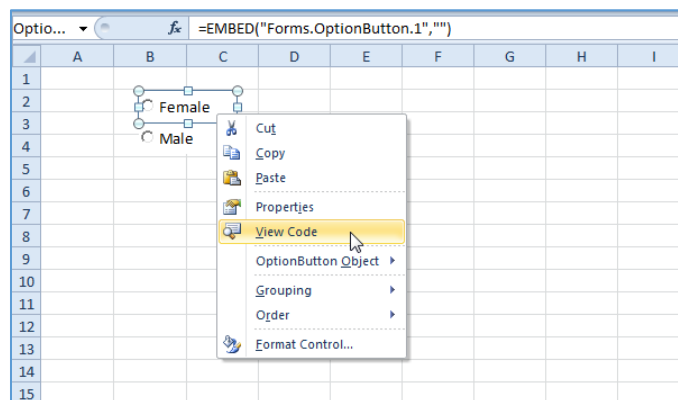 Optio... fx =EMBED("Forms.OptionButton.1","")
A B C D E F G H I
1
2 Female
3
4 Male
5
6
7
8
9
10
11
12
13
14
15
Cut
Copy
Paste
Properties
View Code
OptionButton Object
Grouping
Order
Format Control...